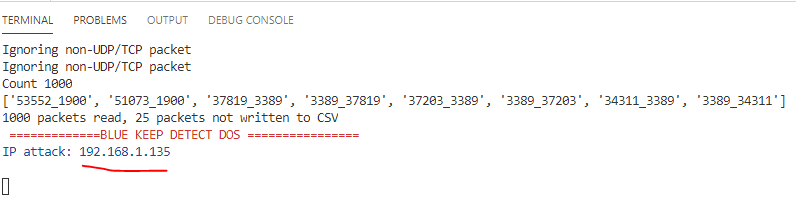 TERMINAL PROBLEMS OUTPUT DEBUG CONSOLE
Ignoring non-UDP/TCP packet
Ignoring non-UDP/TCP packet
Count 1000
['53552_1900', '51073_1900', '37819_3389', '3389_37819', '37203_3389', '3389_37203', '34311_3389', '3389_34311']
1000 packets read, 25 packets not written to CSV
=============BLUE KEEP DETECT DOS ================
IP attack: 192.168.1.135